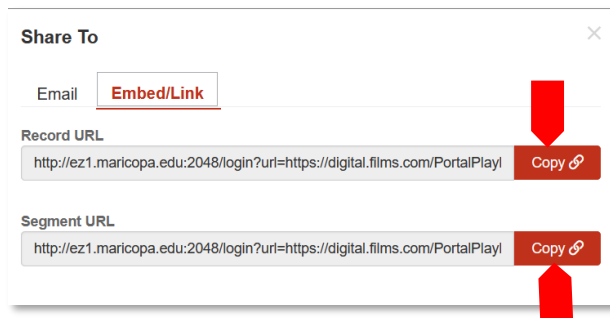 Share To
Email Embed/Link
Record URL
http://ez1.maricopa.edu:2048/login?url=https://digital.films.com/PortalPlayl Copy
Segment URL
http://ez1.maricopa.edu:2048/login?url=https://digital.films.com/PortalPlayl Copy